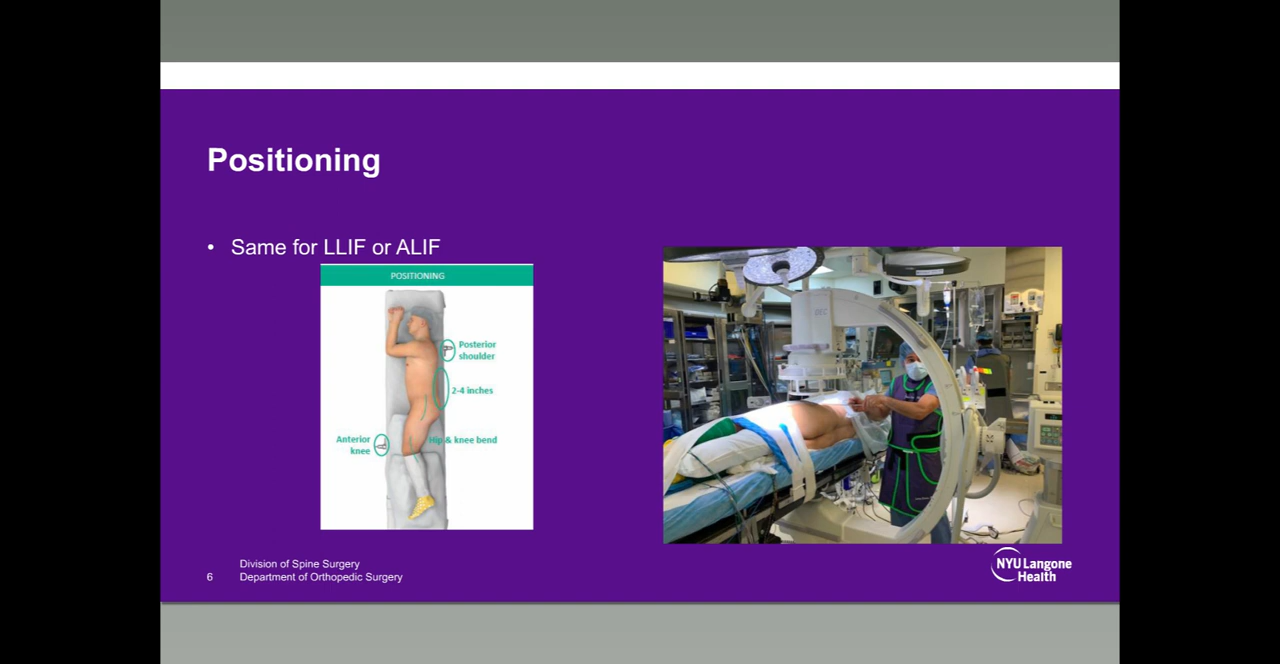 Positioning
• Same for LLIF or ALIF
POSITIONING
Posterior
shoulder
2-4 inches
Anterior
knee
Hip & knee bend
OEC
Division of Spine Surgery
6 Department of Orthopedic Surgery
NYU Langone
Health